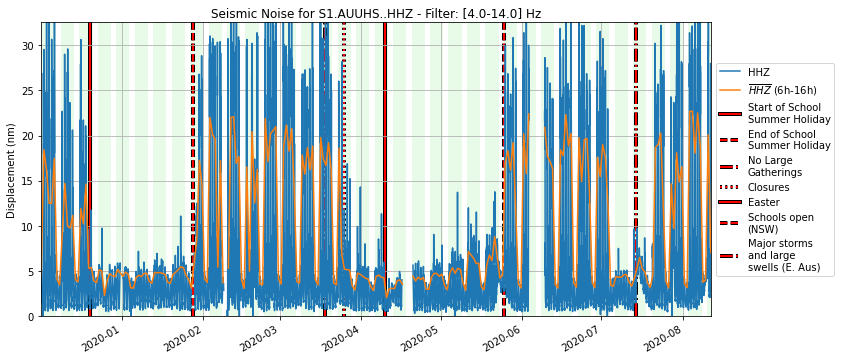 Seismic Noise for S1.AUUHS..HHZ - Filter: [4.0-14.0] Hz
30
25
20
15
10
5
0
Displacement (nm)
2020-01
2020-02
2020-03
2020-04
2020-05
2020-06
2020-07
2020-08
HHZ
HHZ (6h-16h)
Start of School
Summer Holiday
End of School
Summer Holiday
No Large
Gatherings
Closures
Easter
Schools open
(NSW)
Major storms
and large
swells (E. Aus)